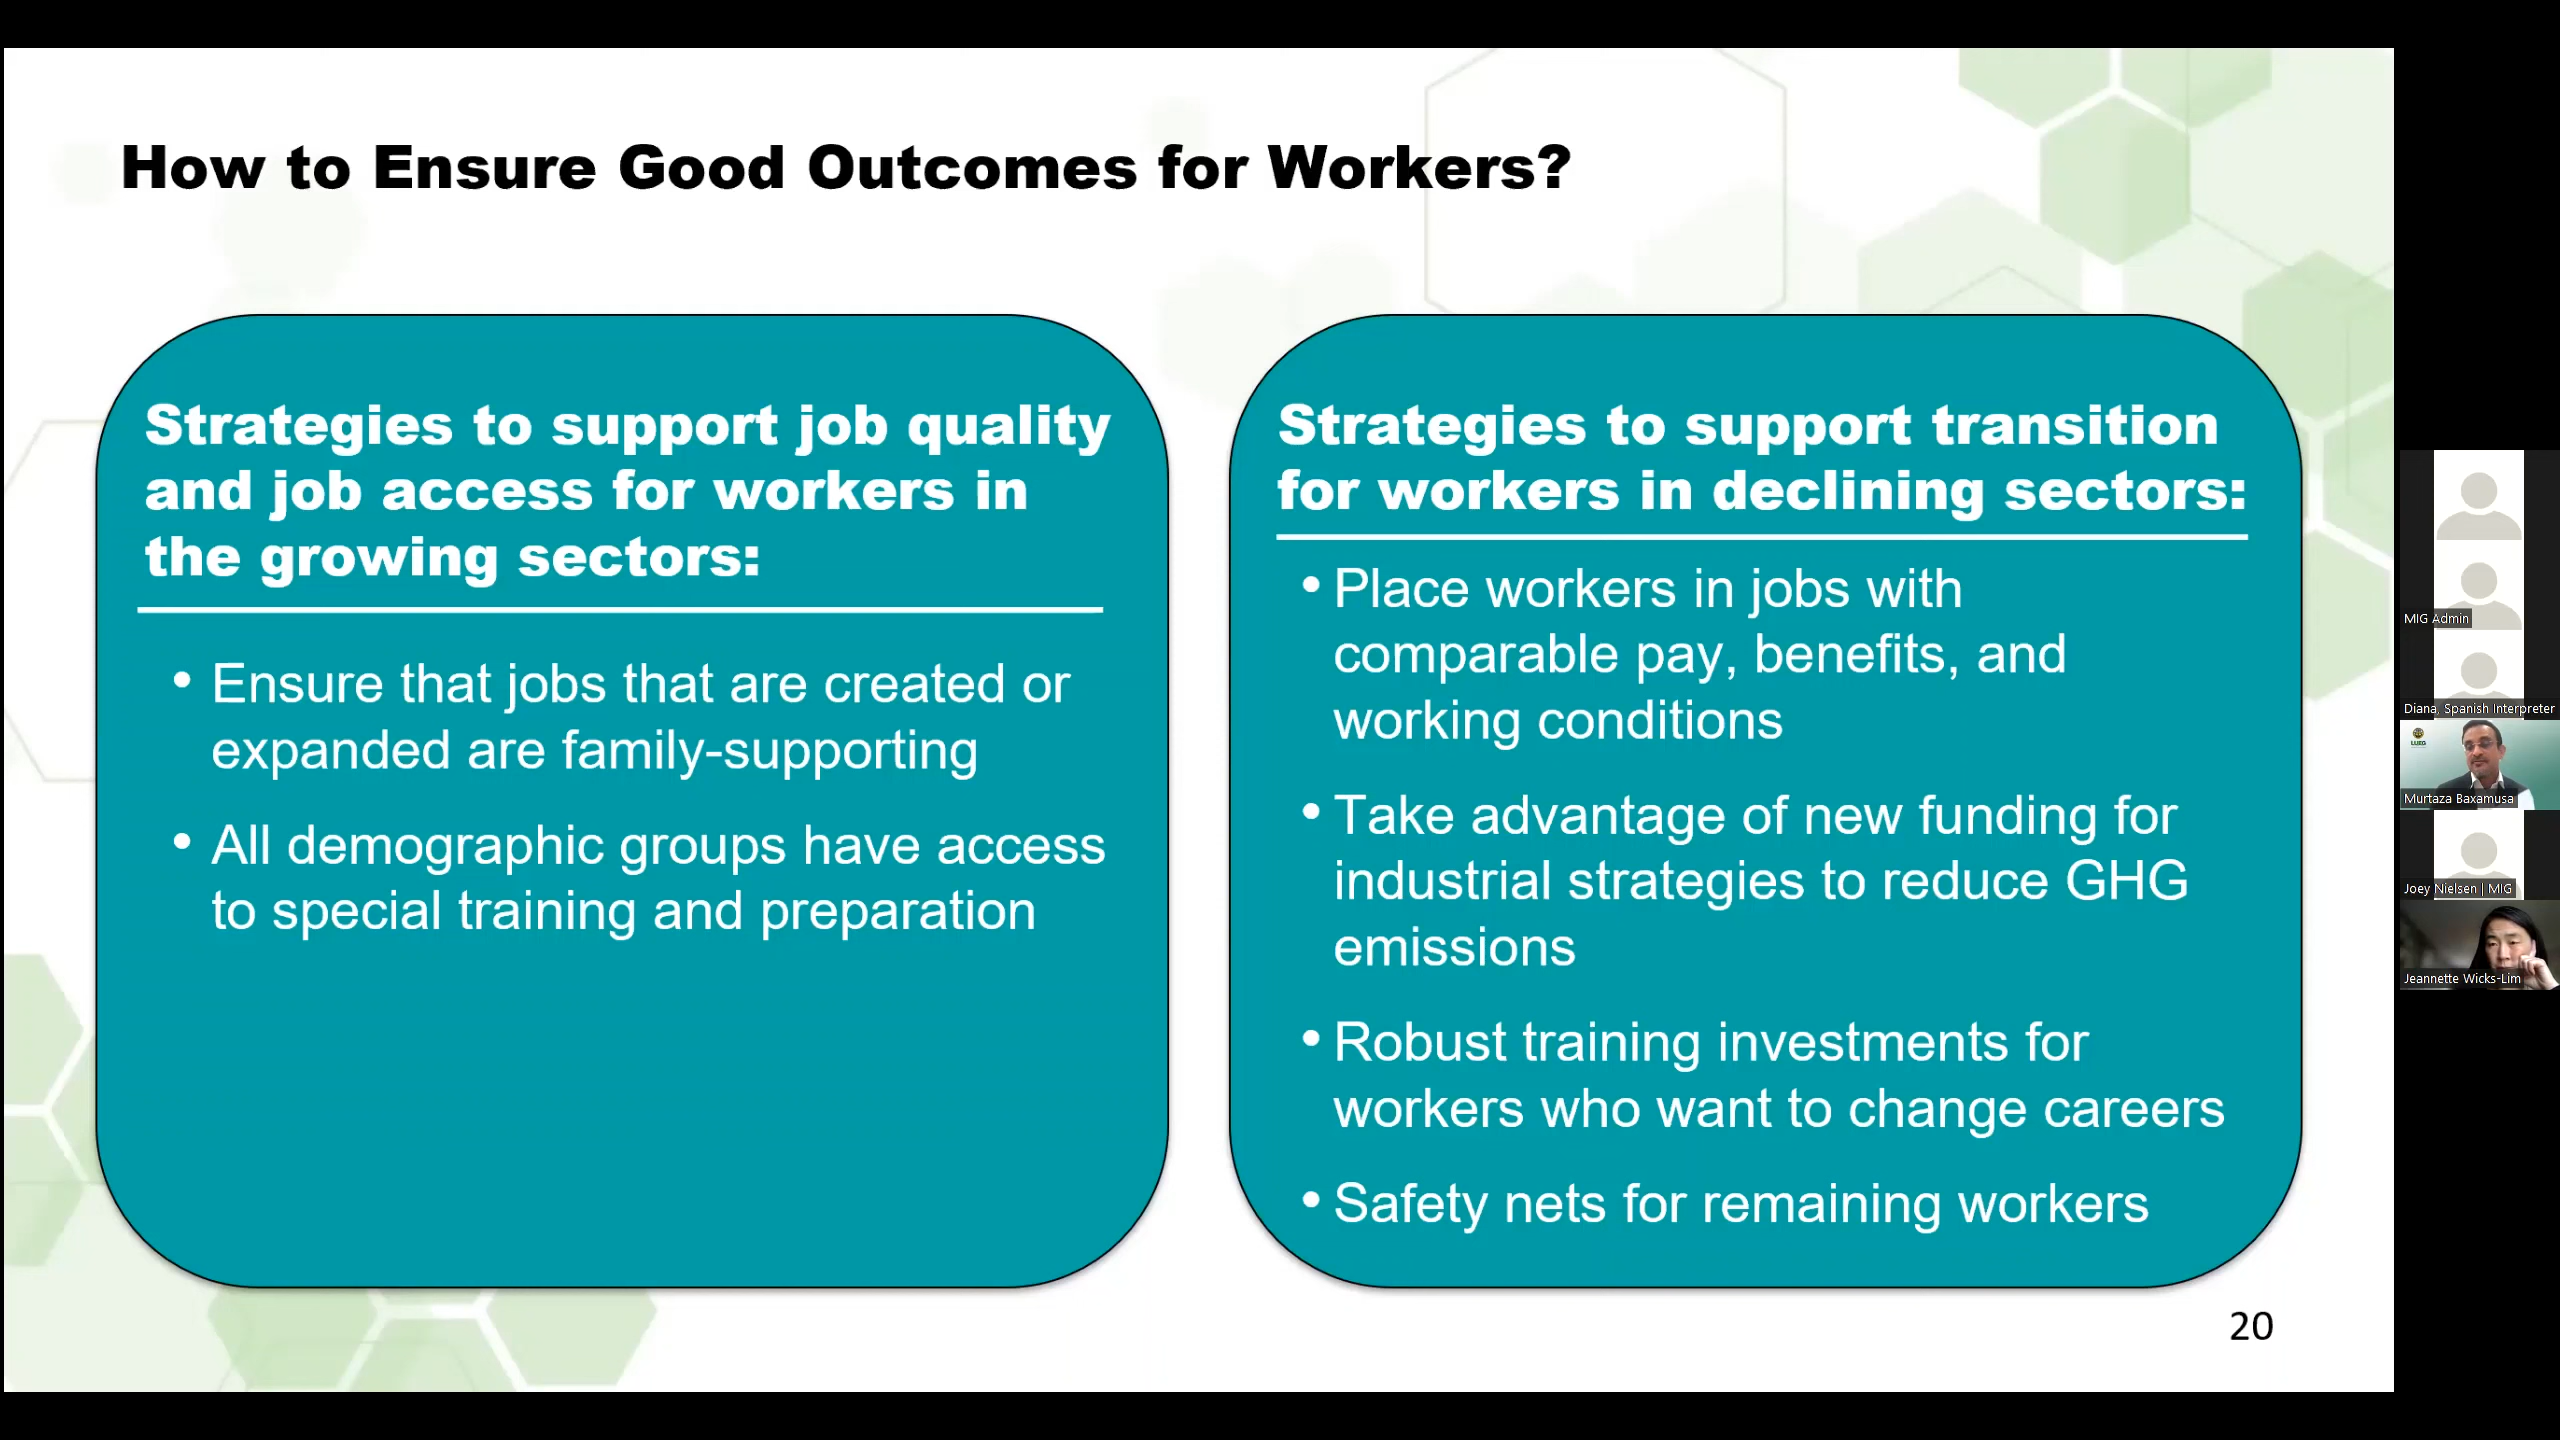 How to Ensure Good Outcomes for Workers?
Strategies to support job quality
and job access for workers in
the growing sectors:
• Ensure that jobs that are created or
expanded are family-supporting
• All demographic groups have access
to special training and preparation
Strategies to support transition
for workers in declining sectors:
• Place workers in jobs with
comparable pay, benefits, and
working conditions
• Take advantage of new funding for
industrial strategies to reduce GHG
emissions
• Robust training investments for
workers who want to change careers
• Safety nets for remaining workers
20
MIG Admin
Diana, Spanish Interpreter
LUEG
Murtaza Baxamusa
Joey Nielsen | MIG
Jeannette Wicks-Lim